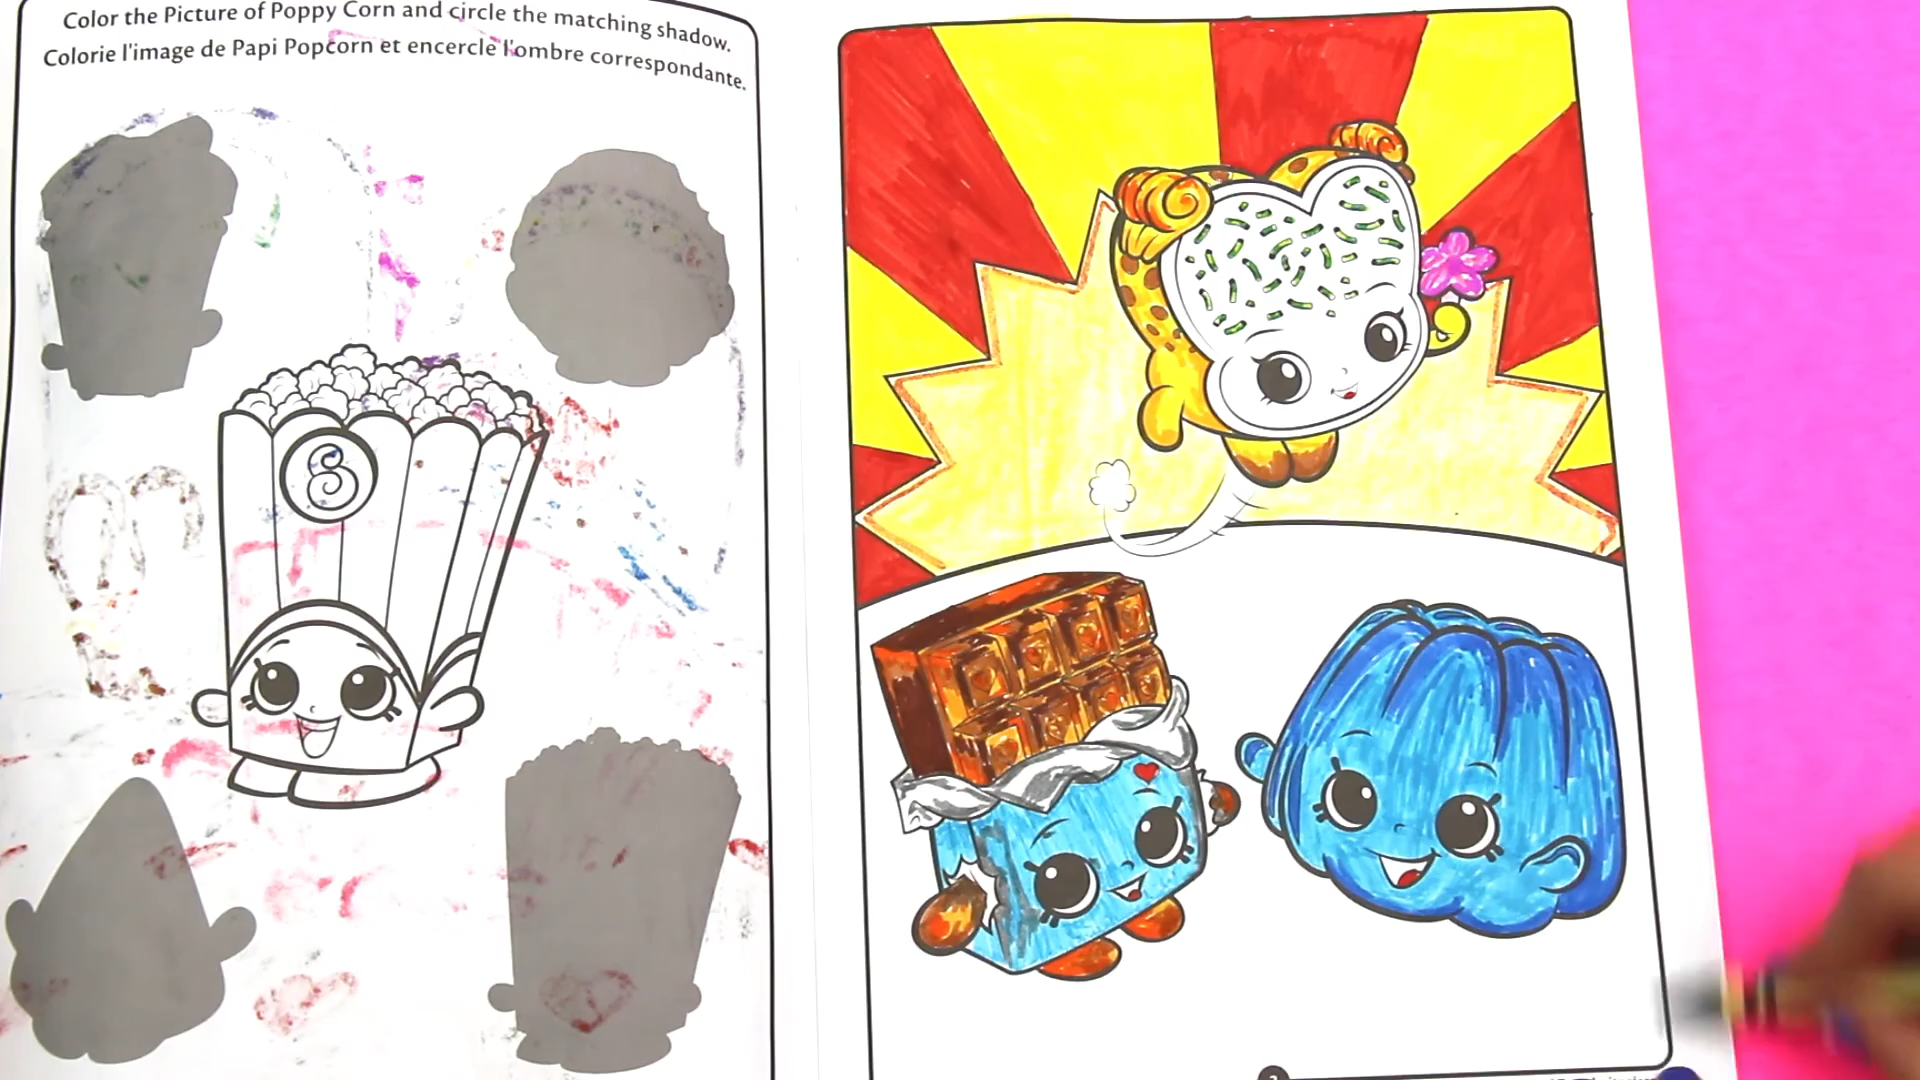 Color the Picture of Poppy Corn and circle the matching shadow.
Colorie l'image de Papi Popcorn et encercle l'ombre correspondante.
S